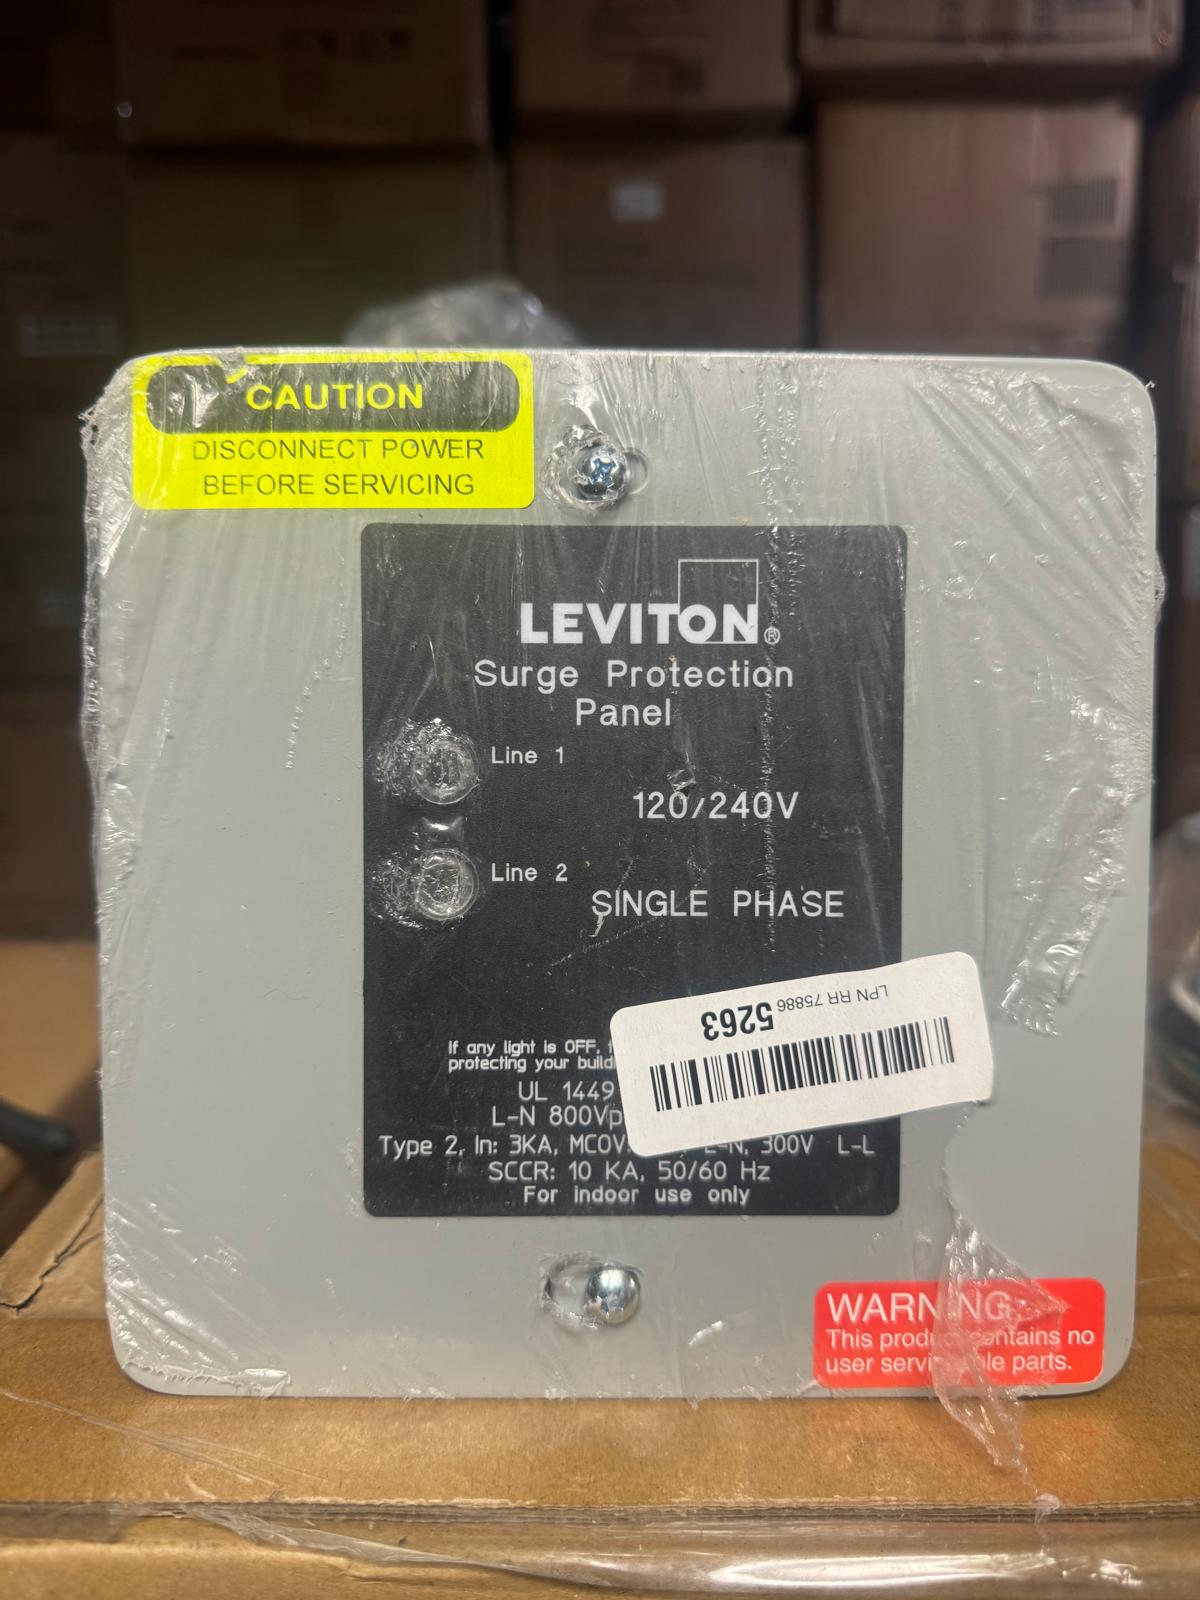 CAUTION
DISCONNECT POWER
BEFORE SERVICING
LEVITON®
Surge Protection
Panel
Line 1
120/240V
Line 2
SINGLE PHASE
LPN RR 75886 5263
If any light is OFF,
protecting your
UL 1449
L-N 800Vp
Type 2, In: 3KA, L-N, 300V L-L
SCCR: 10 KA, 50/60 Hz
For indoor use only
WARNING:
This product contains no
user serviceable parts.